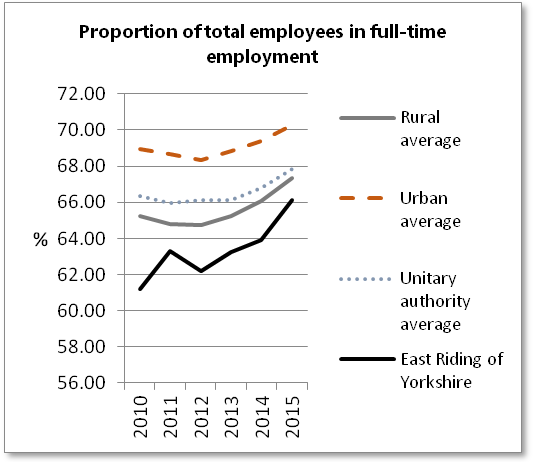 Proportion of total employees in full-time
employment
72.00
70.00
68.00
66.00
64.00
62.00
60.00
58.00
56.00
%
2010
2011
2012
2013
2014
2015
Rural
average
Urban
average
Unitary
authority
average
East Riding of
Yorkshire